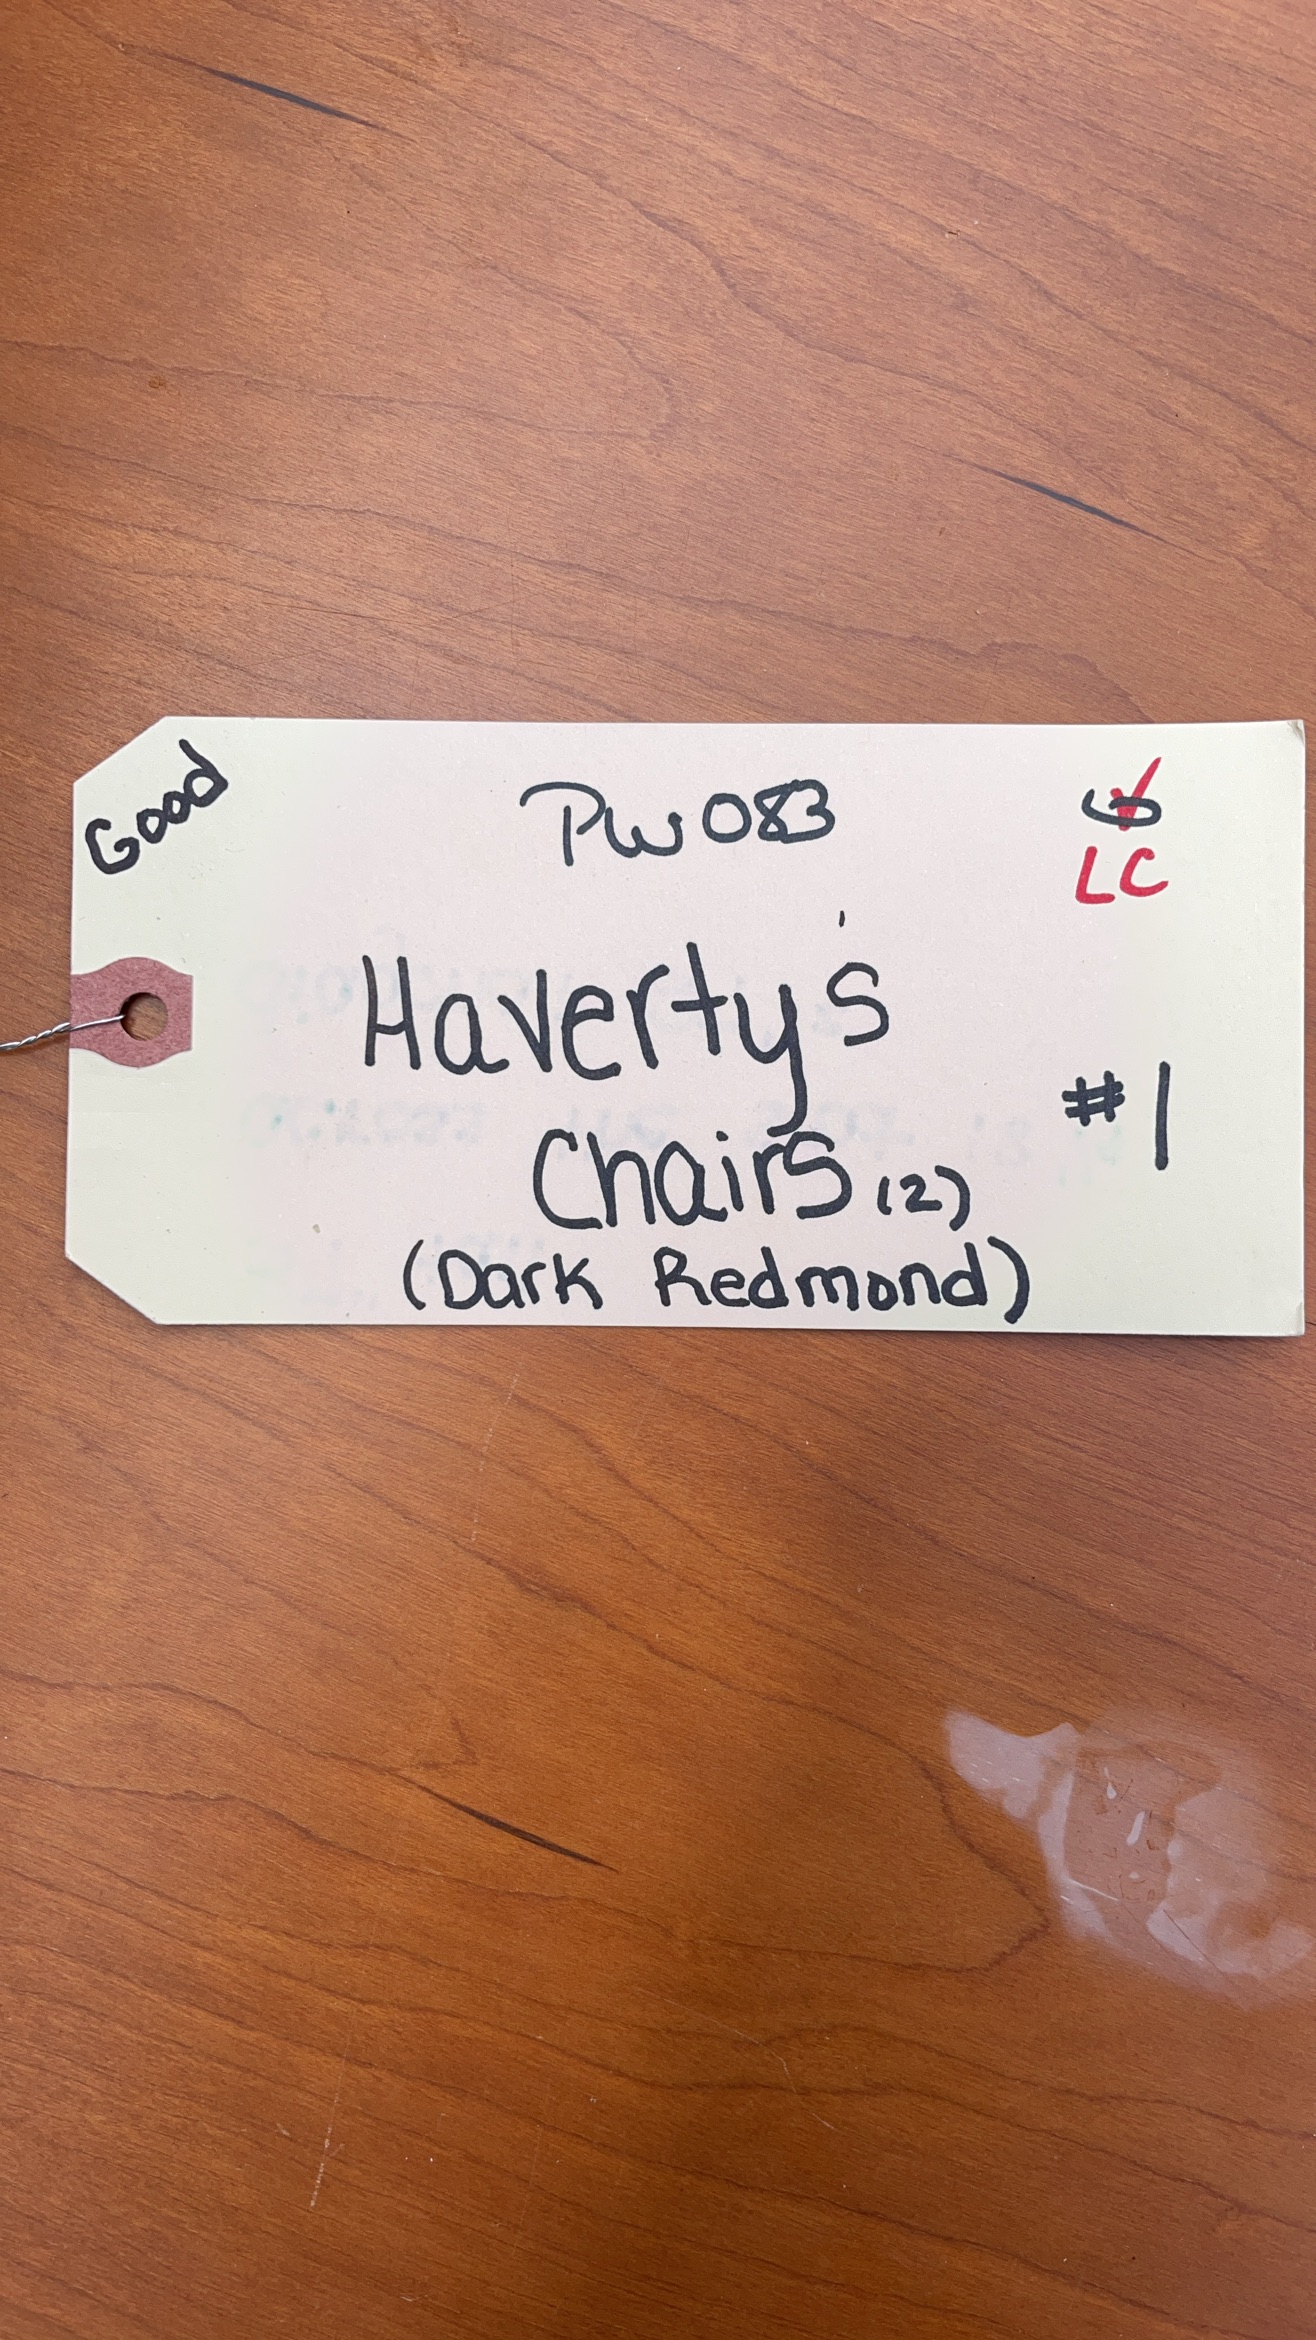 Good
PW083
LC
Haverty's
#1
Chairs (2)
(Dark Redmond)